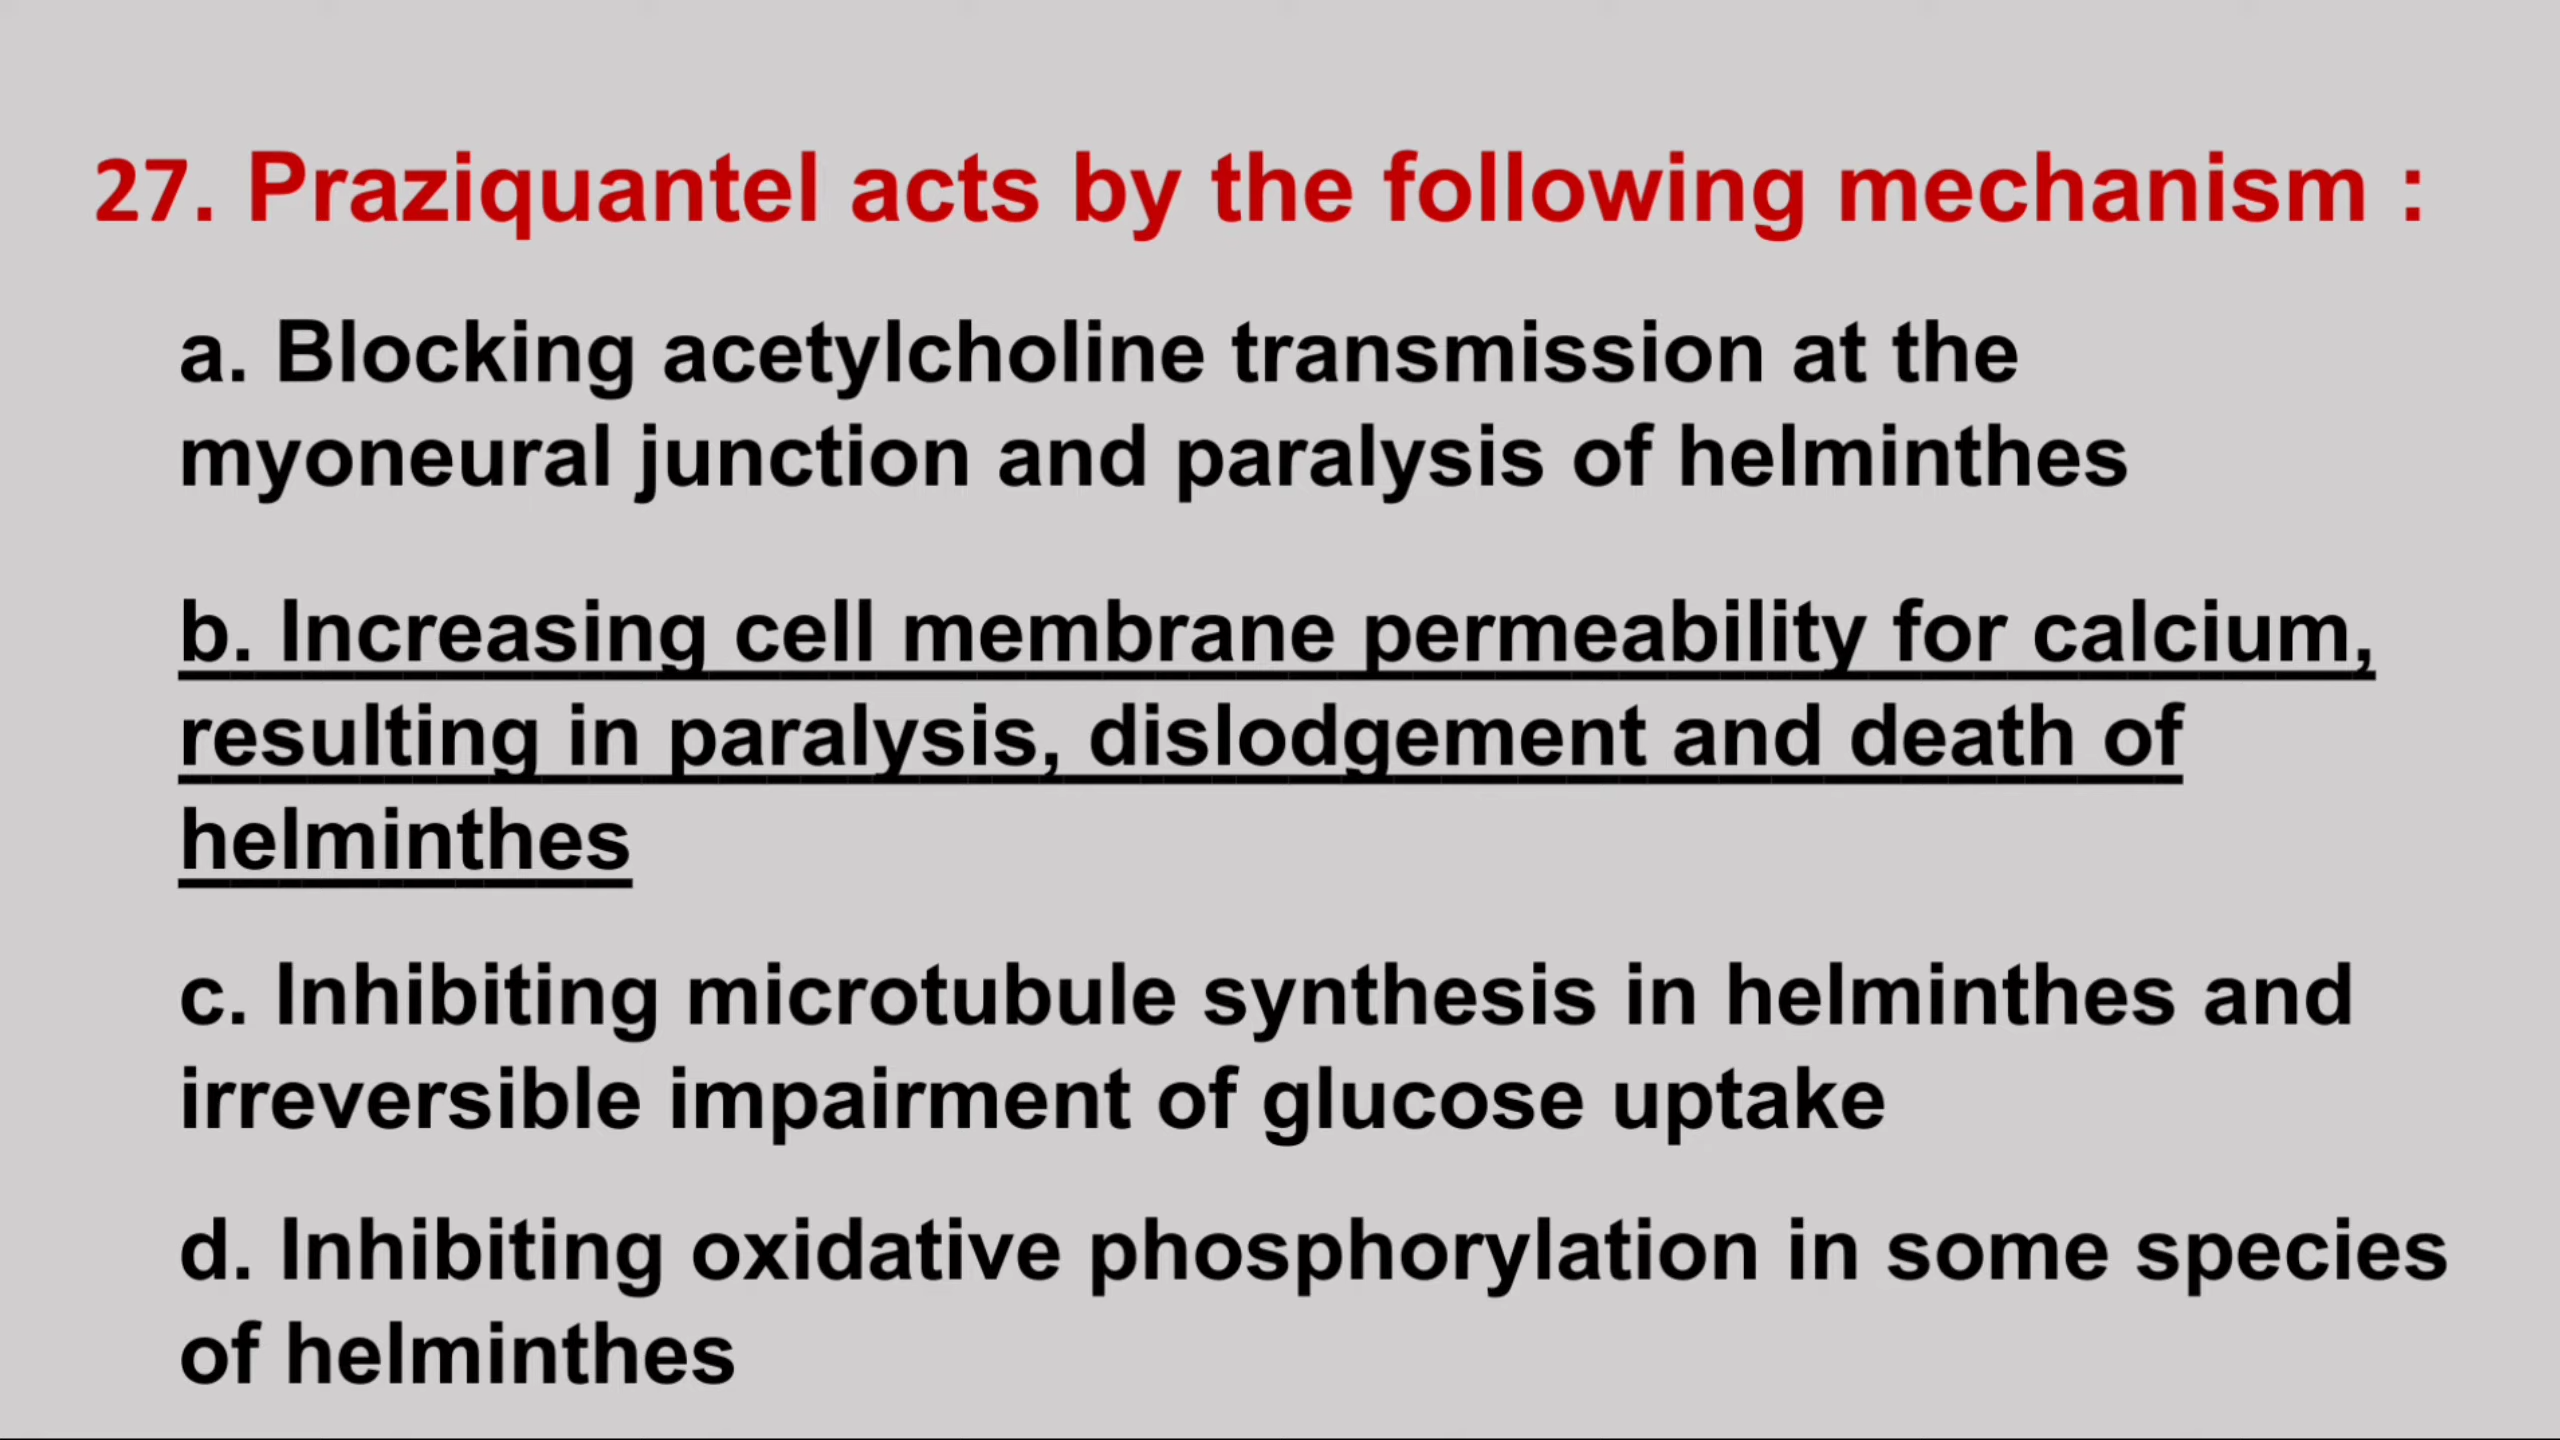 27. Praziquantel acts by the following mechanism :
a. Blocking acetylcholine transmission at the
myoneural junction and paralysis of helminthes
b. Increasing cell membrane permeability for calcium,
resulting in paralysis, dislodgement and death of
helminthes
c. Inhibiting microtubule synthesis in helminthes and
irreversible impairment of glucose uptake
d. Inhibiting oxidative phosphorylation in some species
of helminthes